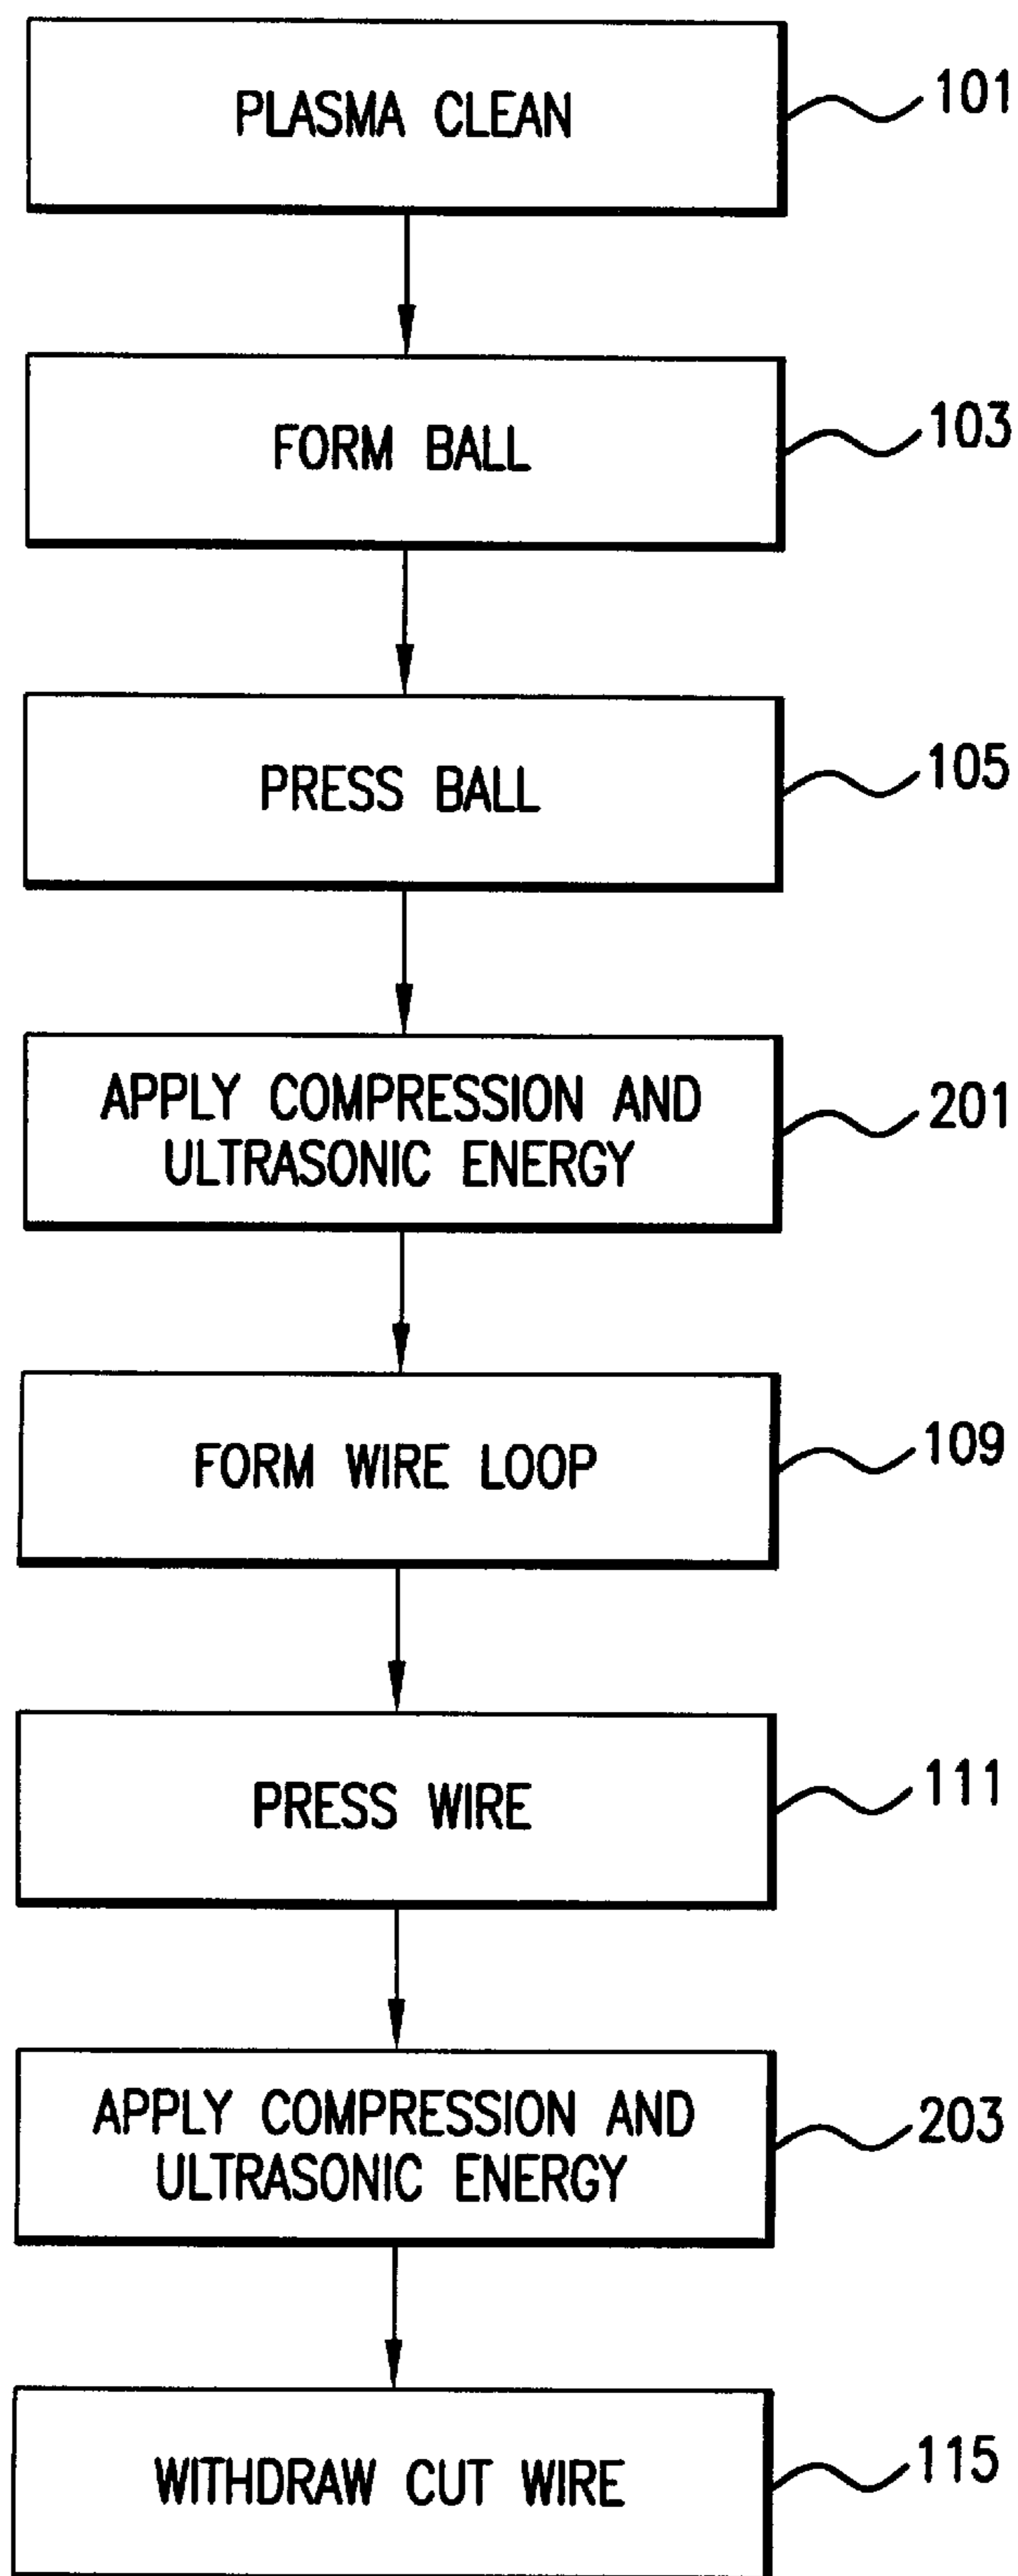 PLASMA CLEAN
101
FORM BALL
103
PRESS BALL
105
APPLY COMPRESSION AND
ULTRASONIC ENERGY
201
FORM WIRE LOOP
109
PRESS WIRE
111
APPLY COMPRESSION AND
ULTRASONIC ENERGY
203
WITHDRAW CUT WIRE
115